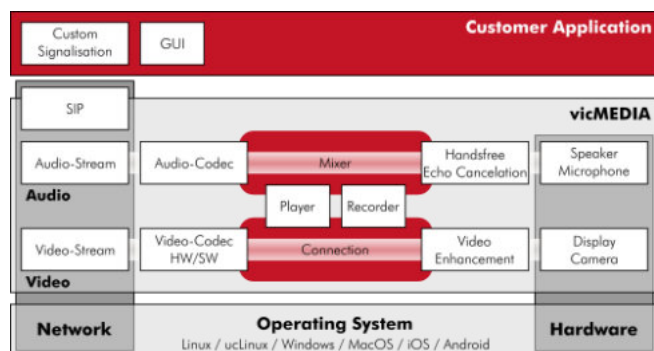 Customer Application
Custom
Signalisation
GUI
SIP
vicMEDIA
Audio-Stream
Audio-Codec
Mixer
Handsfree
Echo Cancelation
Speaker
Microphone
Audio
Player
Recorder
Video-Stream
Video-Codec
HW/SW
Connection
Video
Enhancement
Display
Camera
Video
Network
Operating System
Linux / ucLinux / Windows / MacOS / iOS / Android
Hardware